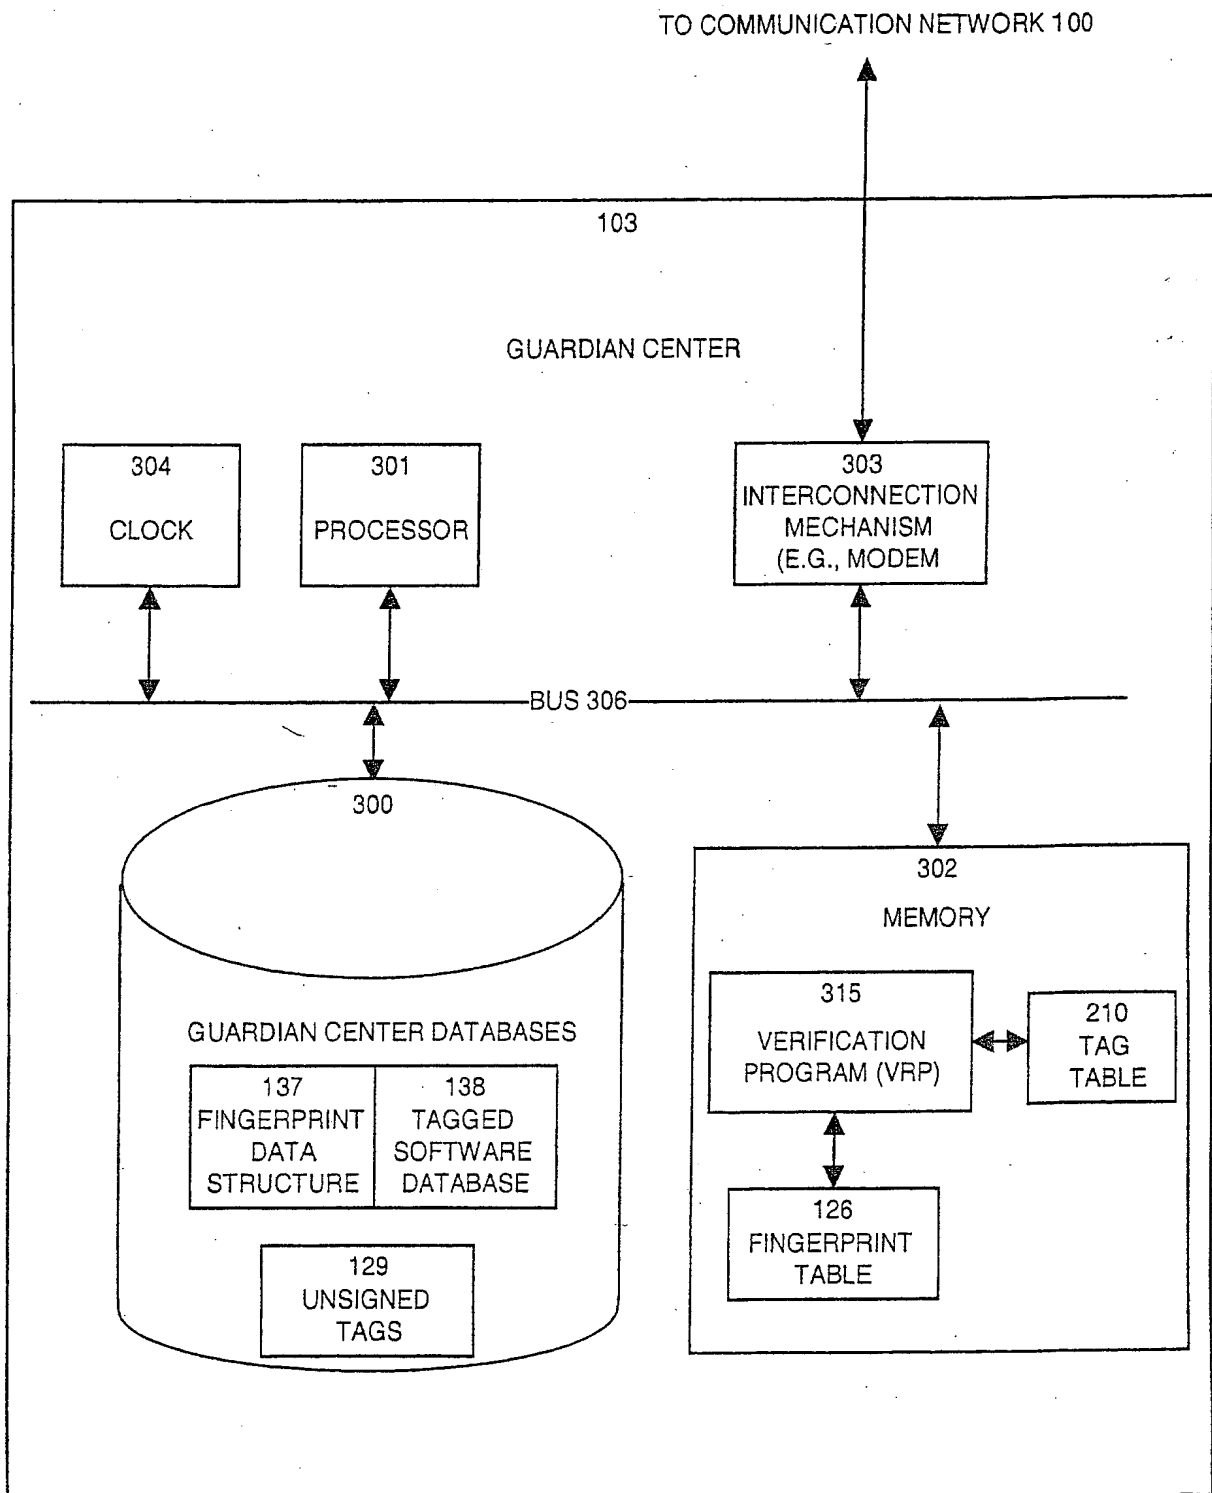 TO COMMUNICATION NETWORK 100
103
GUARDIAN CENTER
304
CLOCK
301
PROCESSOR
303
INTERCONNECTION
MECHANISM
(E.G., MODEM
BUS 306
300
GUARDIAN CENTER DATABASES
137
FINGERPRINT
DATA
STRUCTURE
138
TAGGED
SOFTWARE
DATABASE
129
UNSIGNED
TAGS
302
MEMORY
315
VERIFICATION
PROGRAM (VRP)
210
TAG
TABLE
126
FINGERPRINT
TABLE